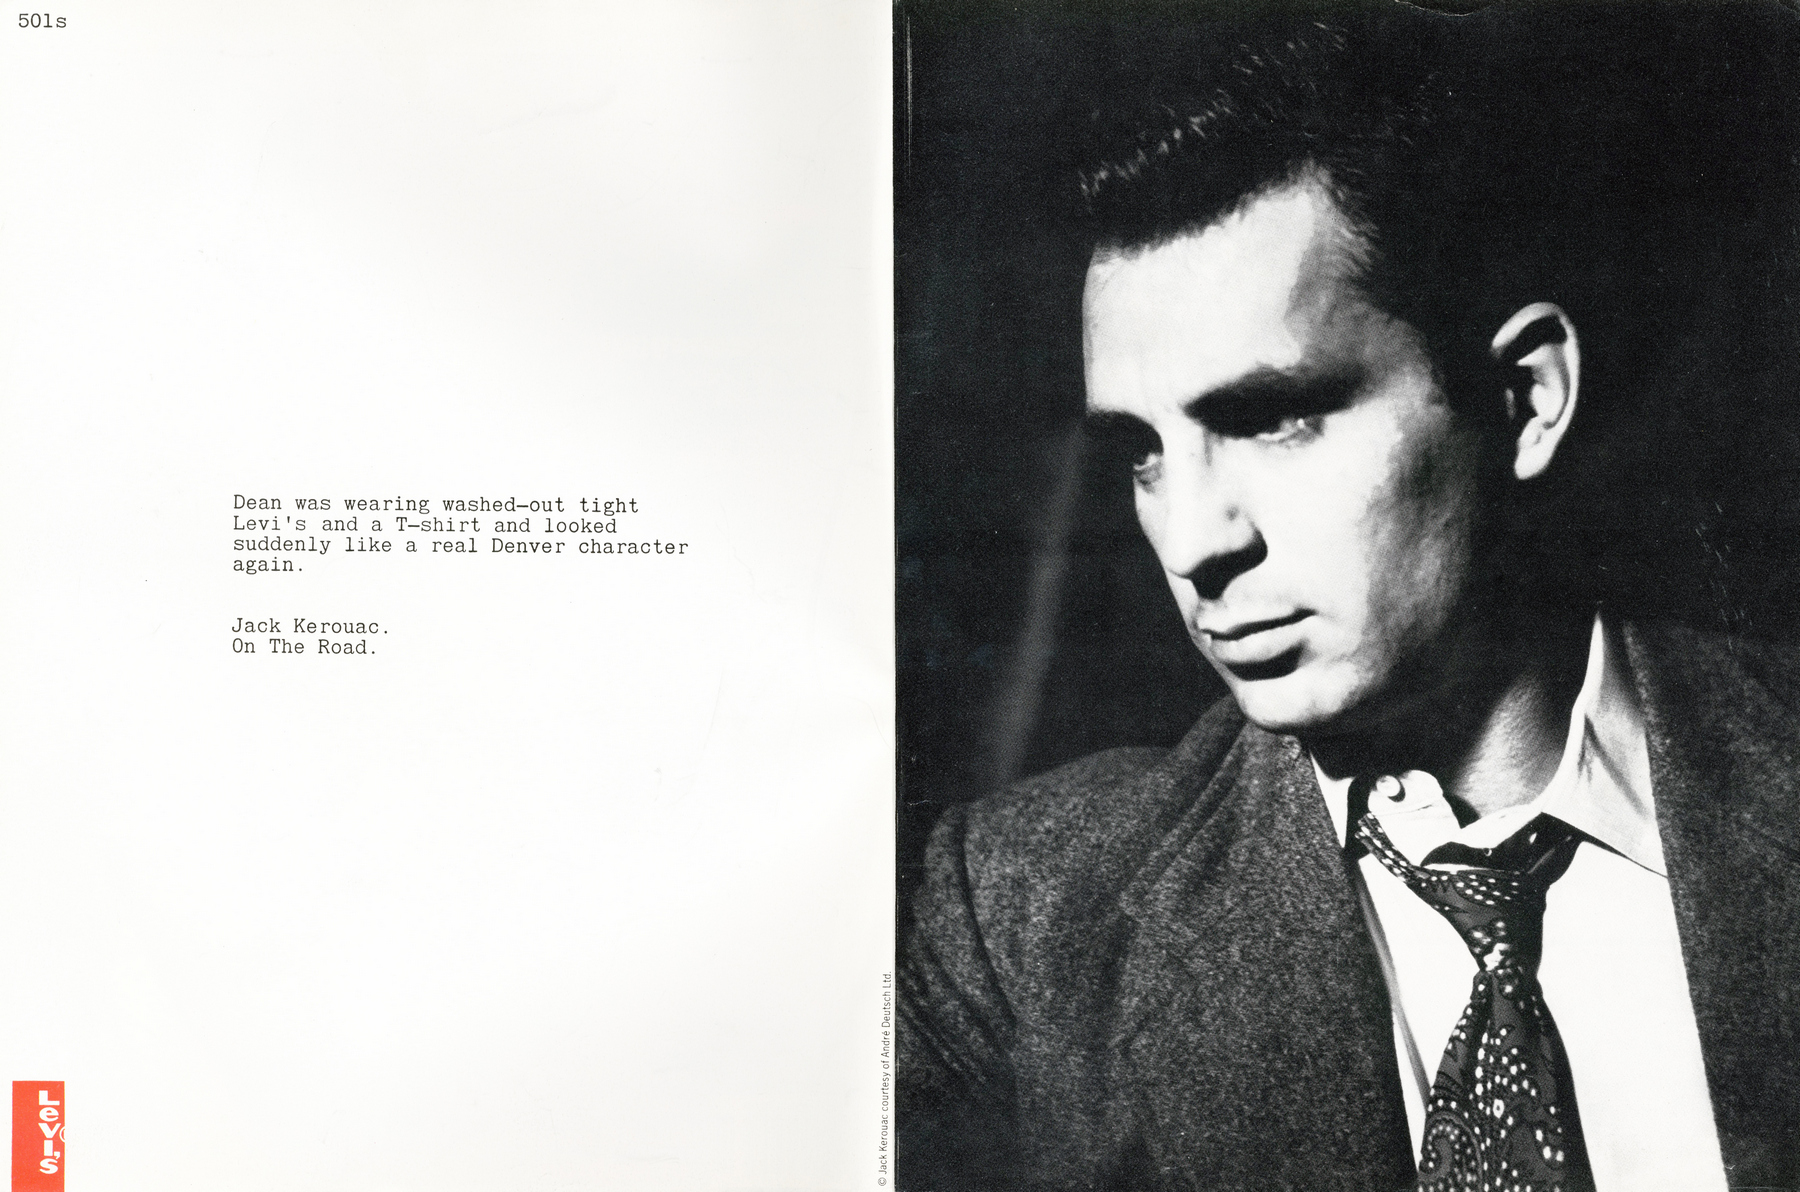 501s
Dean was wearing washed—out tight
Levi's and a T—shirt and looked
suddenly like a real Denver character
again.
Jack Kerouac.
On The Road.
Levi's
© Jack Kerouac courtesy of André Deutsch Ltd.